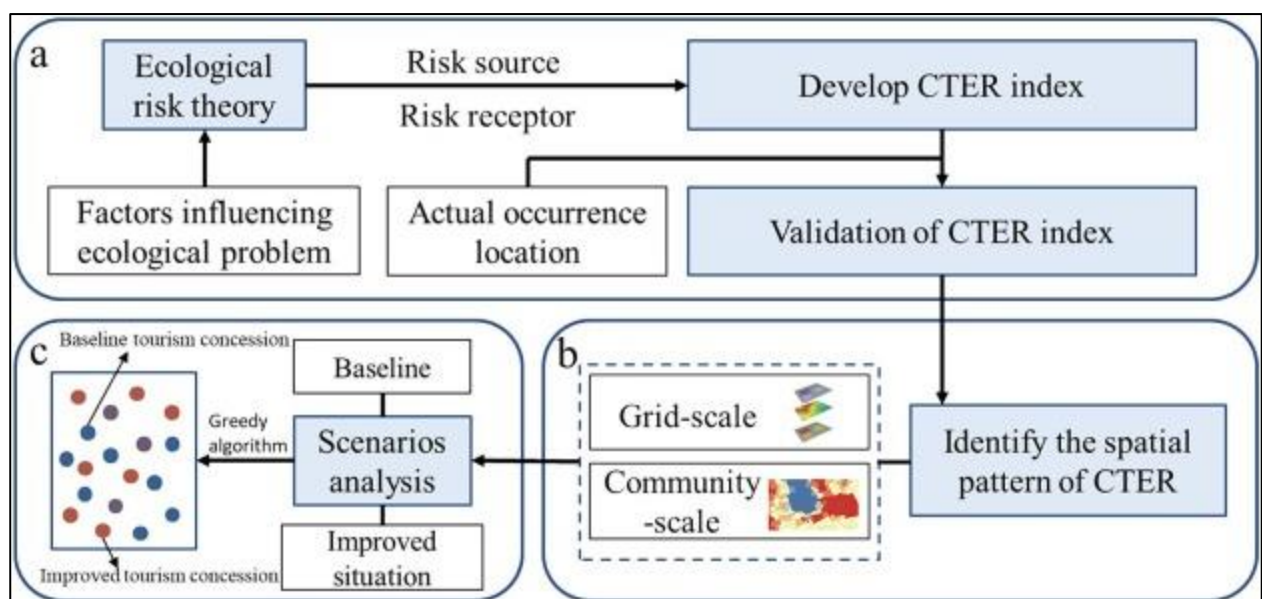 a
Ecological
risk theory
Risk source
Risk receptor
Develop CTER index
Factors influencing
ecological problem
Actual occurrence
location
Validation of CTER index
c
Baseline tourism concession
Baseline
Greedy
algorithm
Scenarios
analysis
Improved
situation
Improved tourism concession
b
Grid-scale
Community
-scale
Identify the spatial
pattern of CTER